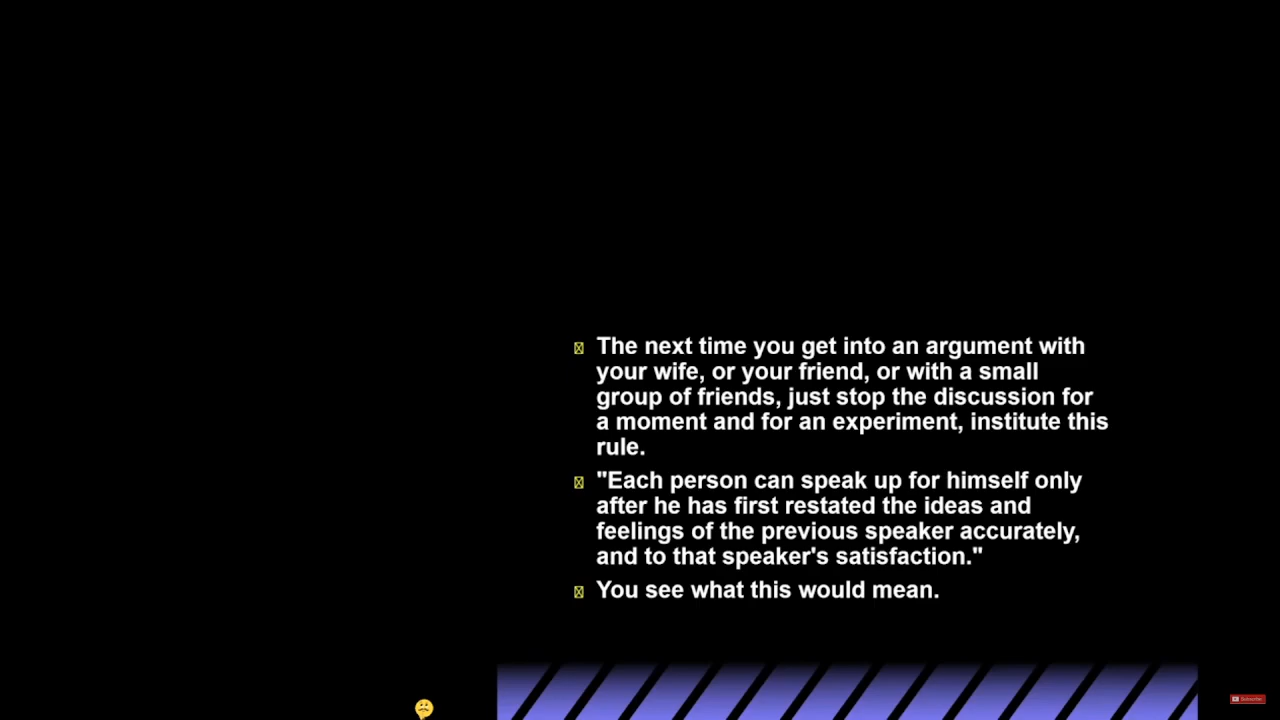 The next time you get into an argument with
your wife, or your friend, or with a small
group of friends, just stop the discussion for
a moment and for an experiment, institute this
rule.
"Each person can speak up for himself only
after he has first restated the ideas and
feelings of the previous speaker accurately,
and to that speaker's satisfaction."
You see what this would mean.
Subscribe